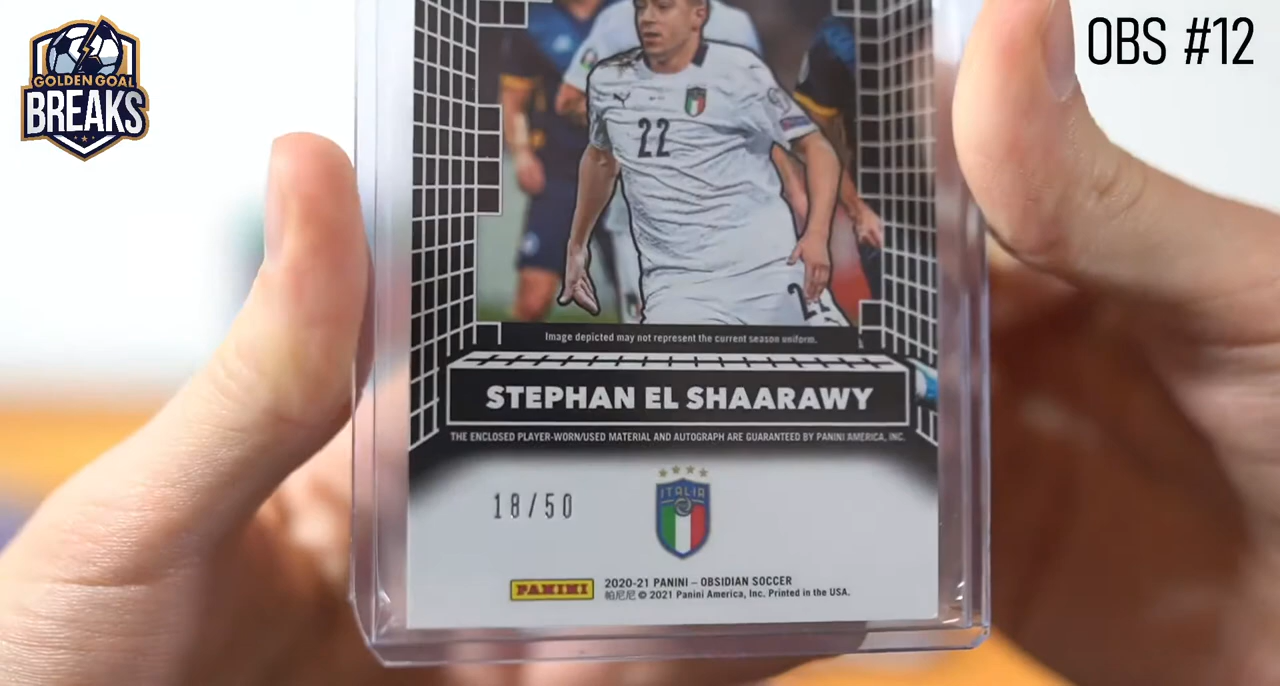 GOLDEN GOAL
BREAKS
OBS #12
22
22
Image depicted may not represent the current season uniform.
STEPHAN EL SHAARAWY
THE ENCLOSED PLAYER-WORN/USED MATERIAL AND AUTOGRAPH ARE GUARANTEED BY PANINI AMERICA, INC.
ITALIA
18/50
PANINI
2020-21 PANINI – OBSIDIAN SOCCER
帕尼尼 © 2021 Panini America, Inc. Printed in the USA.